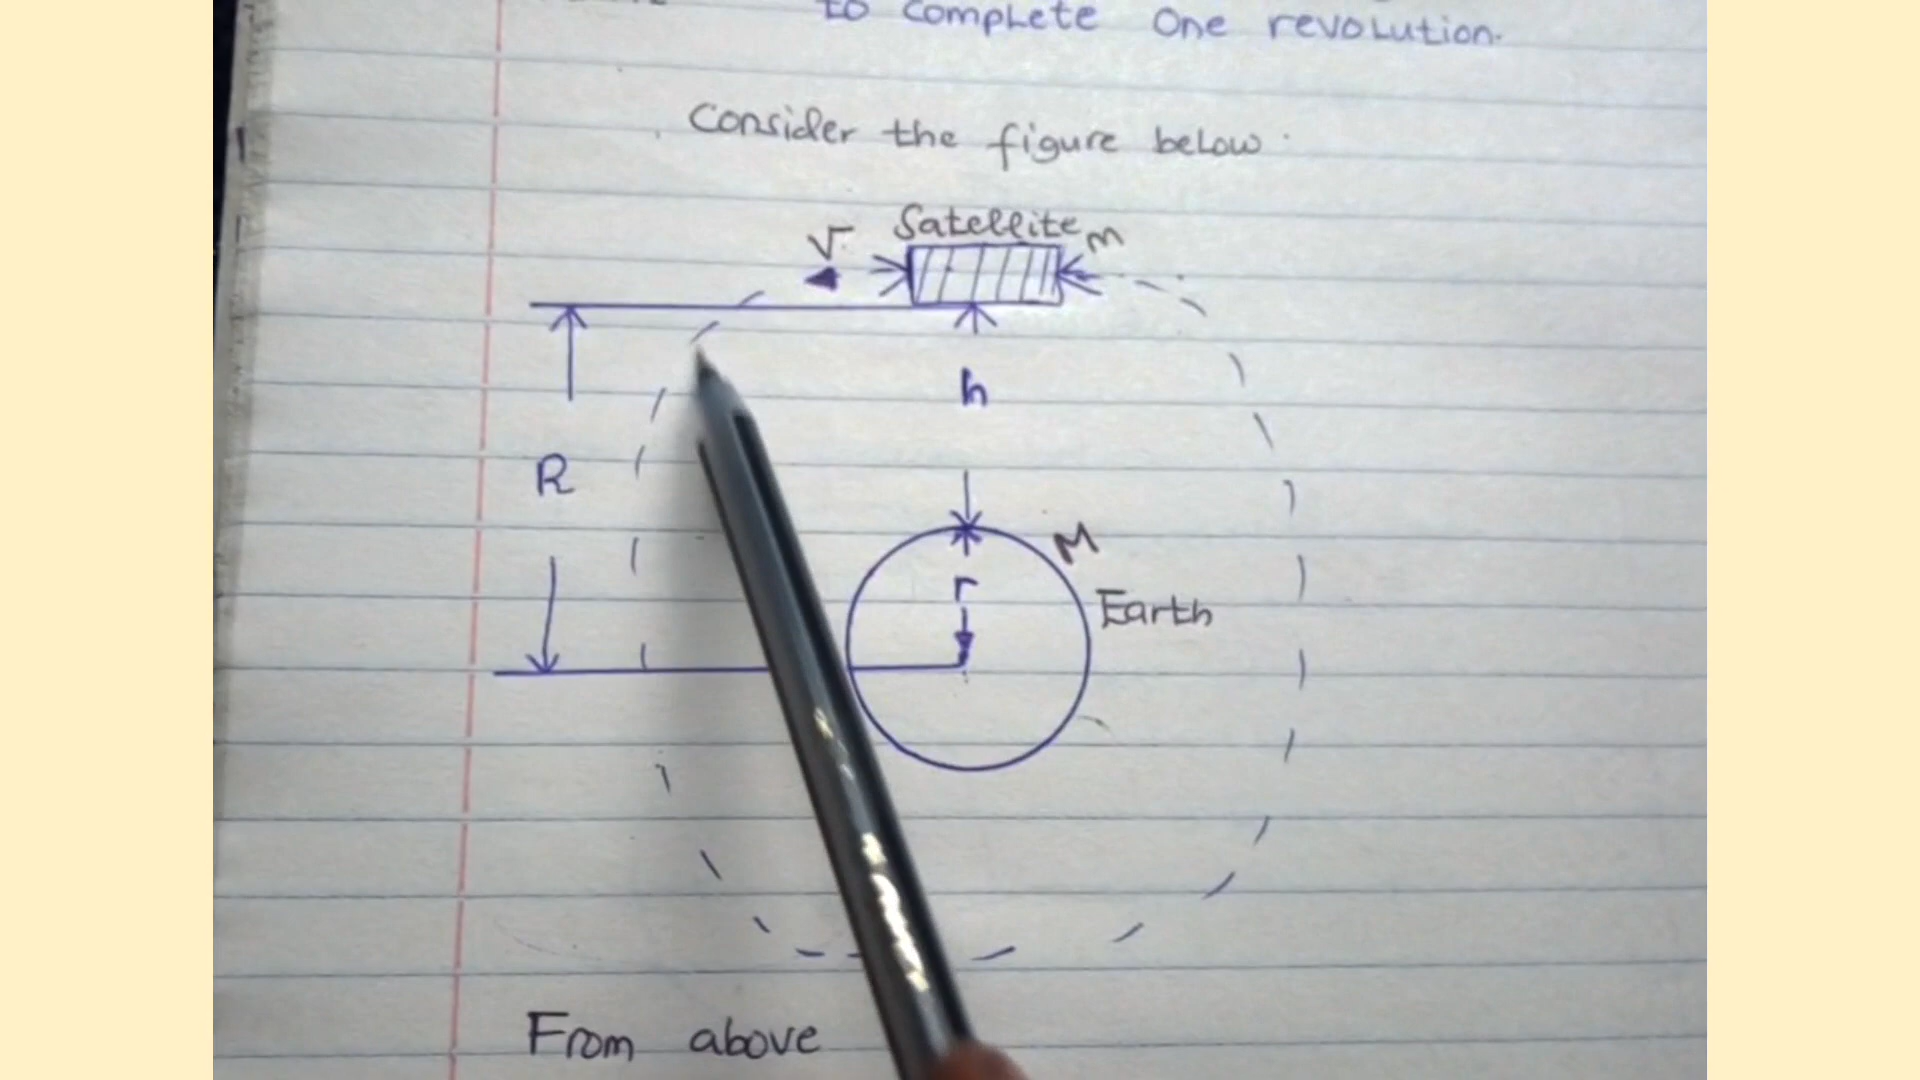 to complete One revolution.
Consider the figure below
Satellite
V m
h
R
M
r
Earth
From above